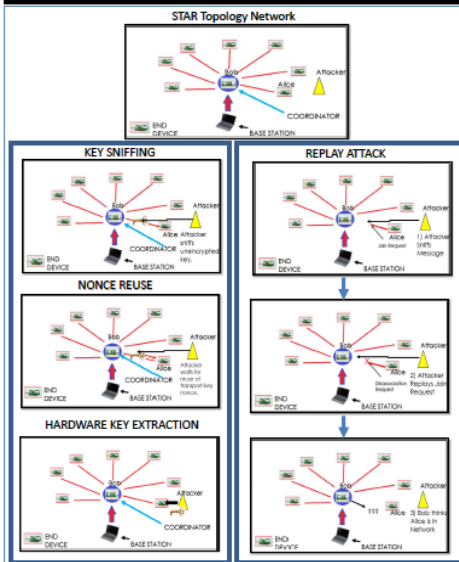 STAR Topology Network
Bob
Attacker
Alice
COORDINATOR
END
DEVICE
BASE STATION
KEY SNIFFING
Bob
Attacker
Alice
Attacker
sniffs
unencrypted
key.
COORDINATOR
END
DEVICE
BASE STATION
NONCE REUSE
Bob
Attacker
Alice
COORDINATOR
Attacker
waits for
reuse of
transport-key
nonce.
END
DEVICE
BASE STATION
HARDWARE KEY EXTRACTION
Bob
Attacker
COORDINATOR
END
DEVICE
BASE STATION
REPLAY ATTACK
Bob
Attacker
Alice
Join Request
1) Attacker
Sniffs
Message
END
DEVICE
BASE STATION
Bob
Attacker
Alice
Disassociation
Request
2) Attacker
Replays Join
Request
END
DEVICE
BASE STATION
Bob
Attacker
???
Alice
3) Bob thinks
Alice is in
Network
END
DEVICE
BASE STATION